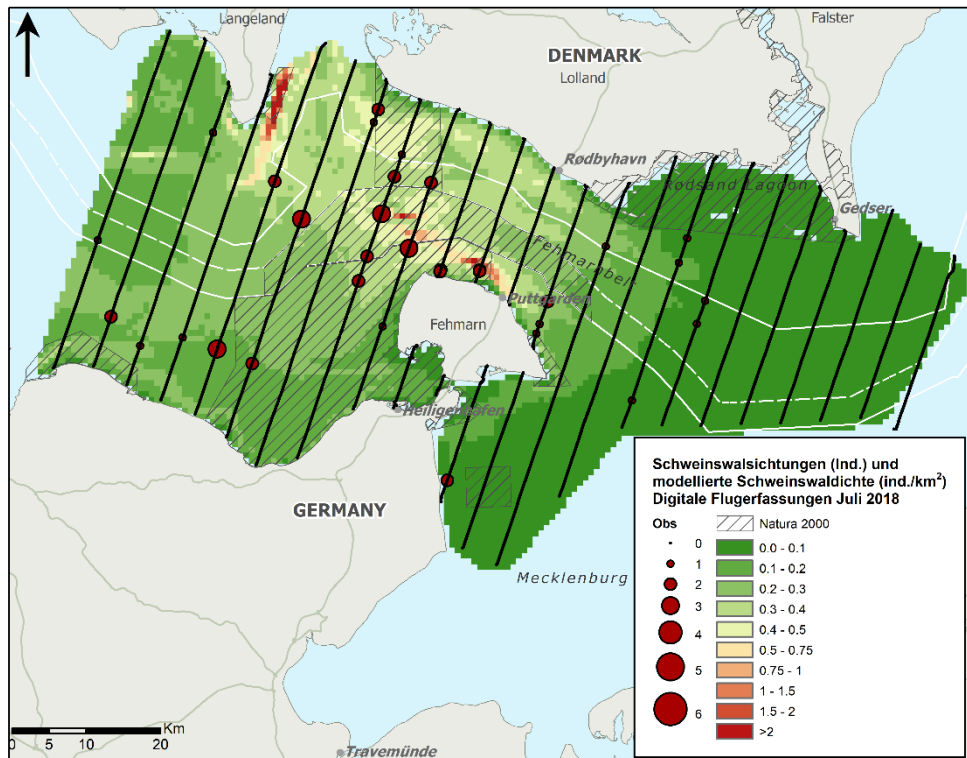 Langeland
Falster
DENMARK
Lolland
Rødbyhavn
Rødsand Lagoon
Gedser
Fehmarnbelt
Puttgarden
Fehmarn
Heiligenhafen
GERMANY
Mecklenburg
Travemünde
Km
0 5 10 20
Schweinswalsichtungen (Ind.) und
modellierte Schweinswaldichte (ind./km²)
Digitale Flugerfassungen Juli 2018
Obs
Natura 2000
0
0.0 - 0.1
1
0.1 - 0.2
2
0.2 - 0.3
3
0.3 - 0.4
4
0.4 - 0.5
0.5 - 0.75
5
0.75 - 1
1 - 1.5
6
1.5 - 2
>2